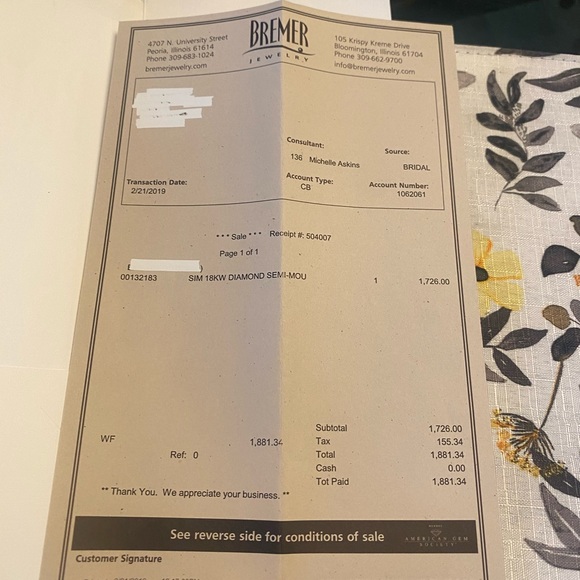 4707 N. University Street
Peoria, Illinois 61614
Phone 309-683-1024
bremerjewelry.com
BREMER
JEWELRY
105 Krispy Kreme Drive
Bloomington, Illinois 61704
Phone 309-662-9700
info@bremerjewelry.com
Consultant:
136 Michelle Askins
Source:
BRIDAL
Transaction Date:
2/21/2019
Account Type:
CB
Account Number:
1062061
*** Sale *** Receipt #: 504007
Page 1 of 1
00132183 SIM 18KW DIAMOND SEMI-MOU 1 1,726.00
Subtotal 1,726.00
WF 1,881.34 Tax 155.34
Ref: 0 Total 1,881.34
Cash 0.00
Tot Paid 1,881.34
** Thank You. We appreciate your business. **
See reverse side for conditions of sale
AMERICAN GEM
SOCIETY
Customer Signature